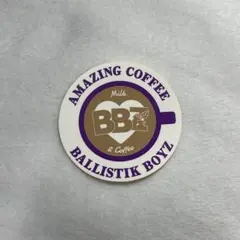 AMAZING COFFEE
Milk
BBZ
& Coffee
BALLISTIK BOYZ